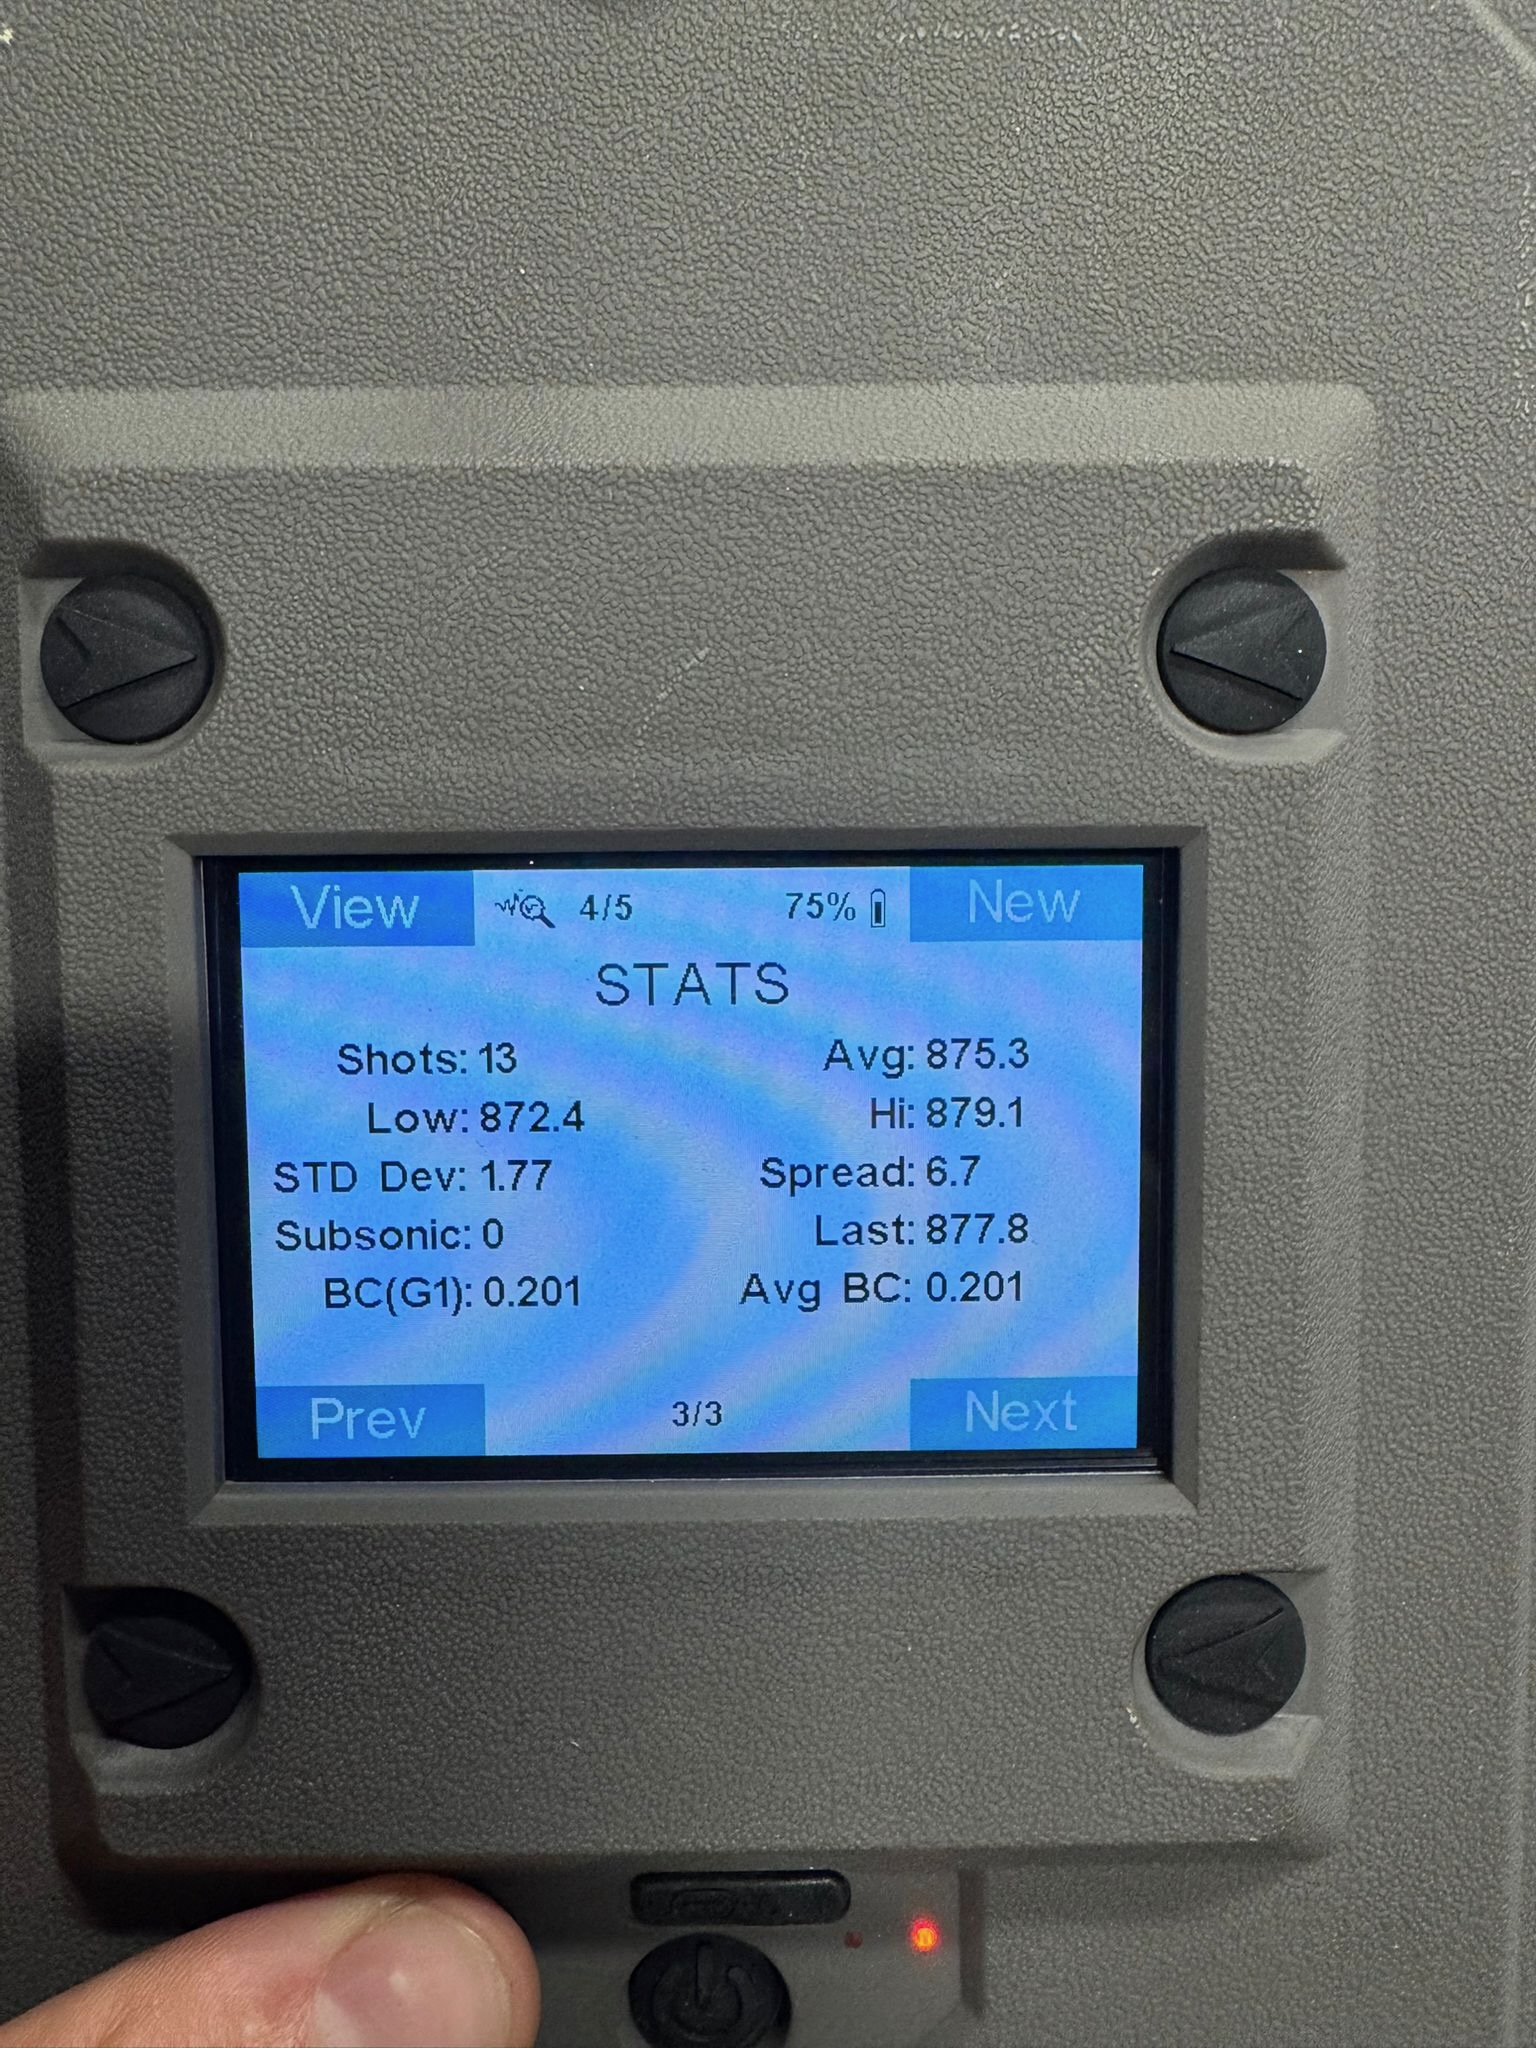 View 4/5 75% New
STATS
Shots: 13 Avg: 875.3
Low: 872.4 Hi: 879.1
STD Dev: 1.77 Spread: 6.7
Subsonic: 0 Last: 877.8
BC(G1): 0.201 Avg BC: 0.201
Prev 3/3 Next